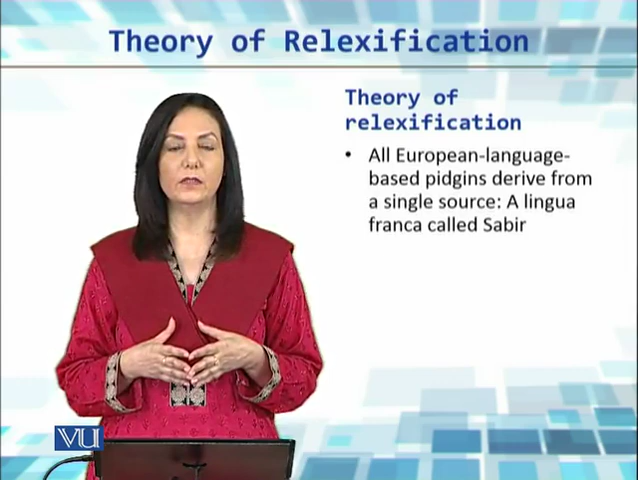 Theory of Relexification
Theory of
relexification
• All European-language-
based pidgins derive from
a single source: A lingua
franca called Sabir
VU